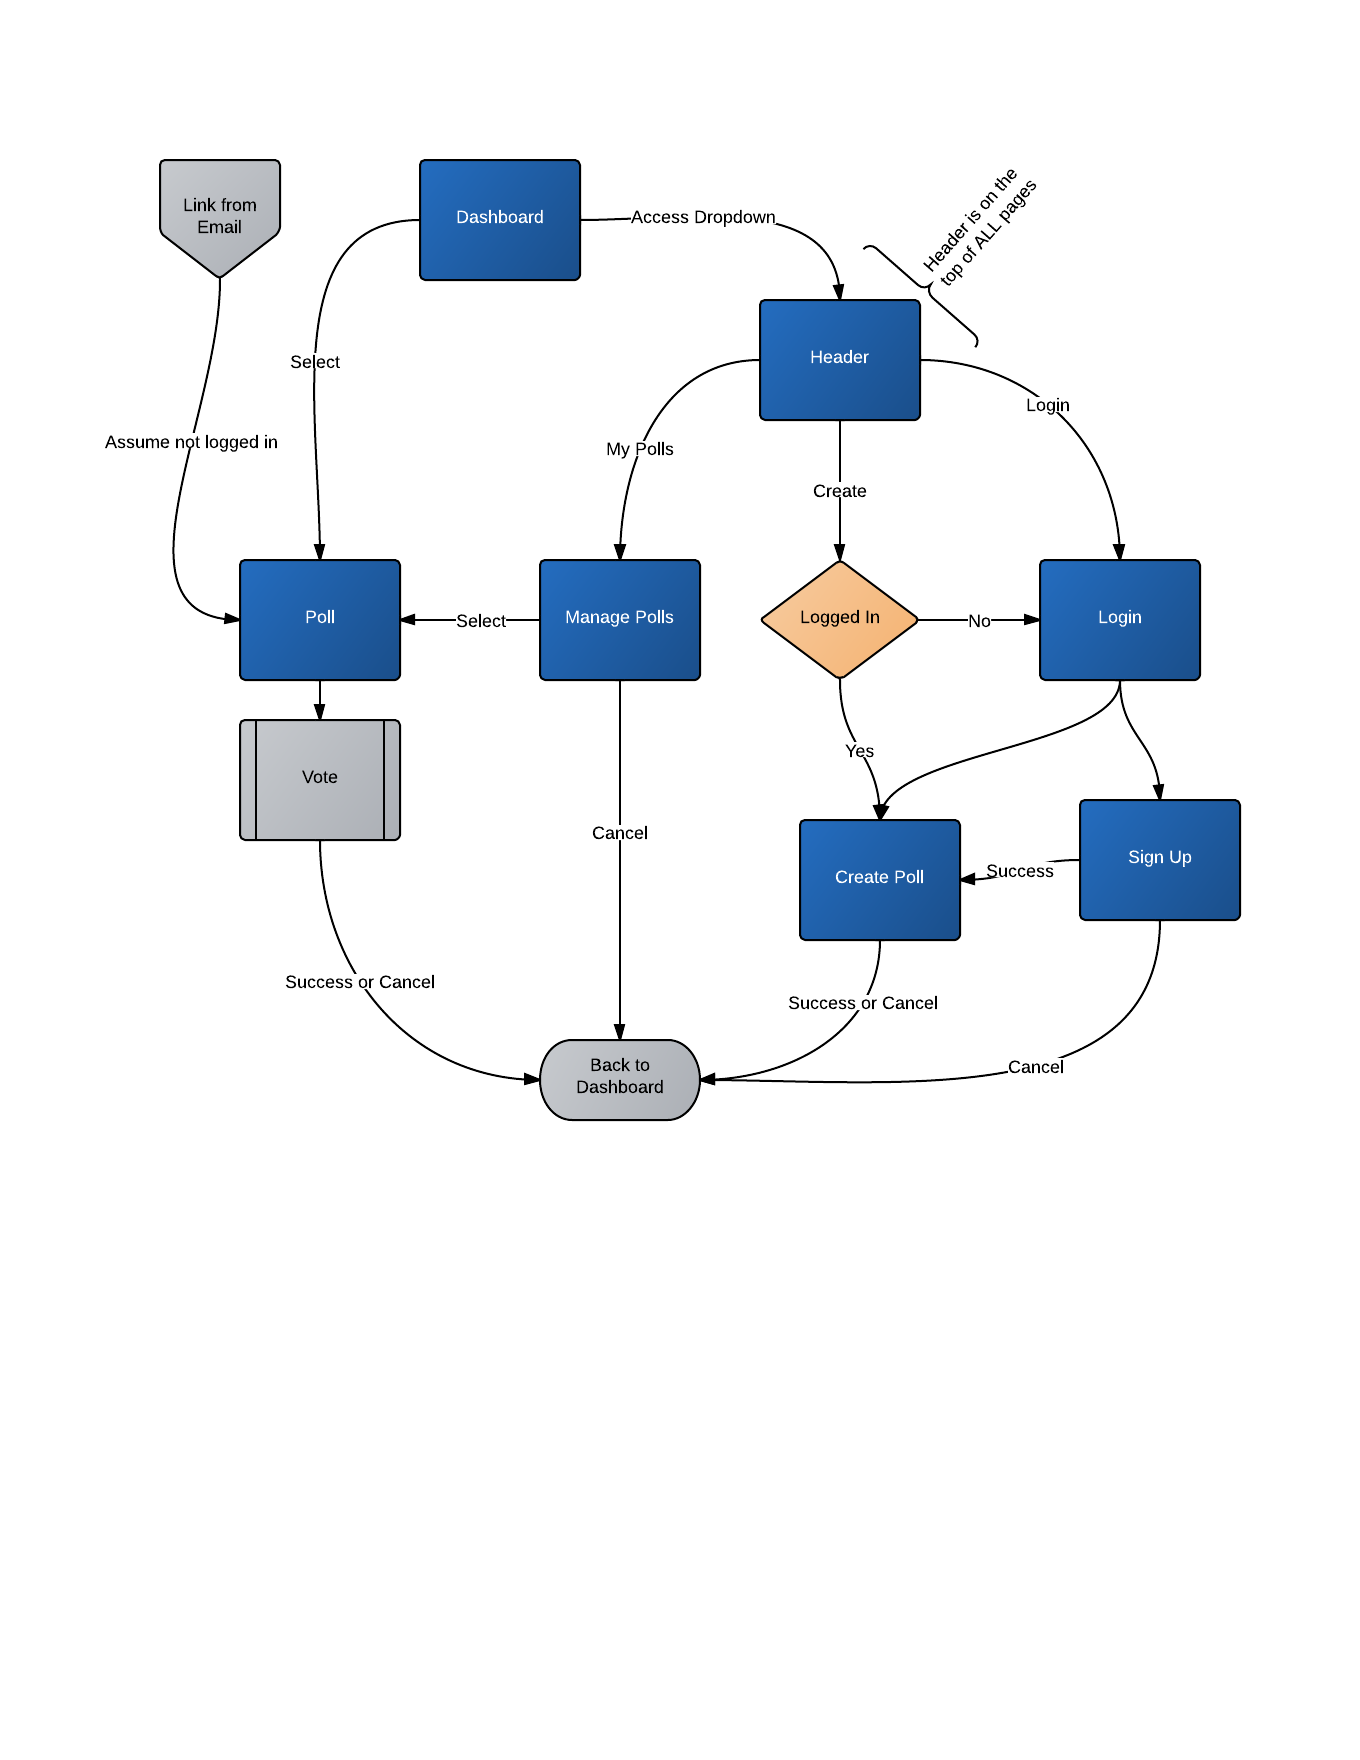 Link from
Email
Dashboard
Access Dropdown
Header is on the
top of ALL pages
Header
Select
Login
Assume not logged in
My Polls
Create
Poll
Select
Manage Polls
Logged In
No
Login
Yes
Vote
Cancel
Create Poll
Success
Sign Up
Success or Cancel
Success or Cancel
Back to
Dashboard
Cancel